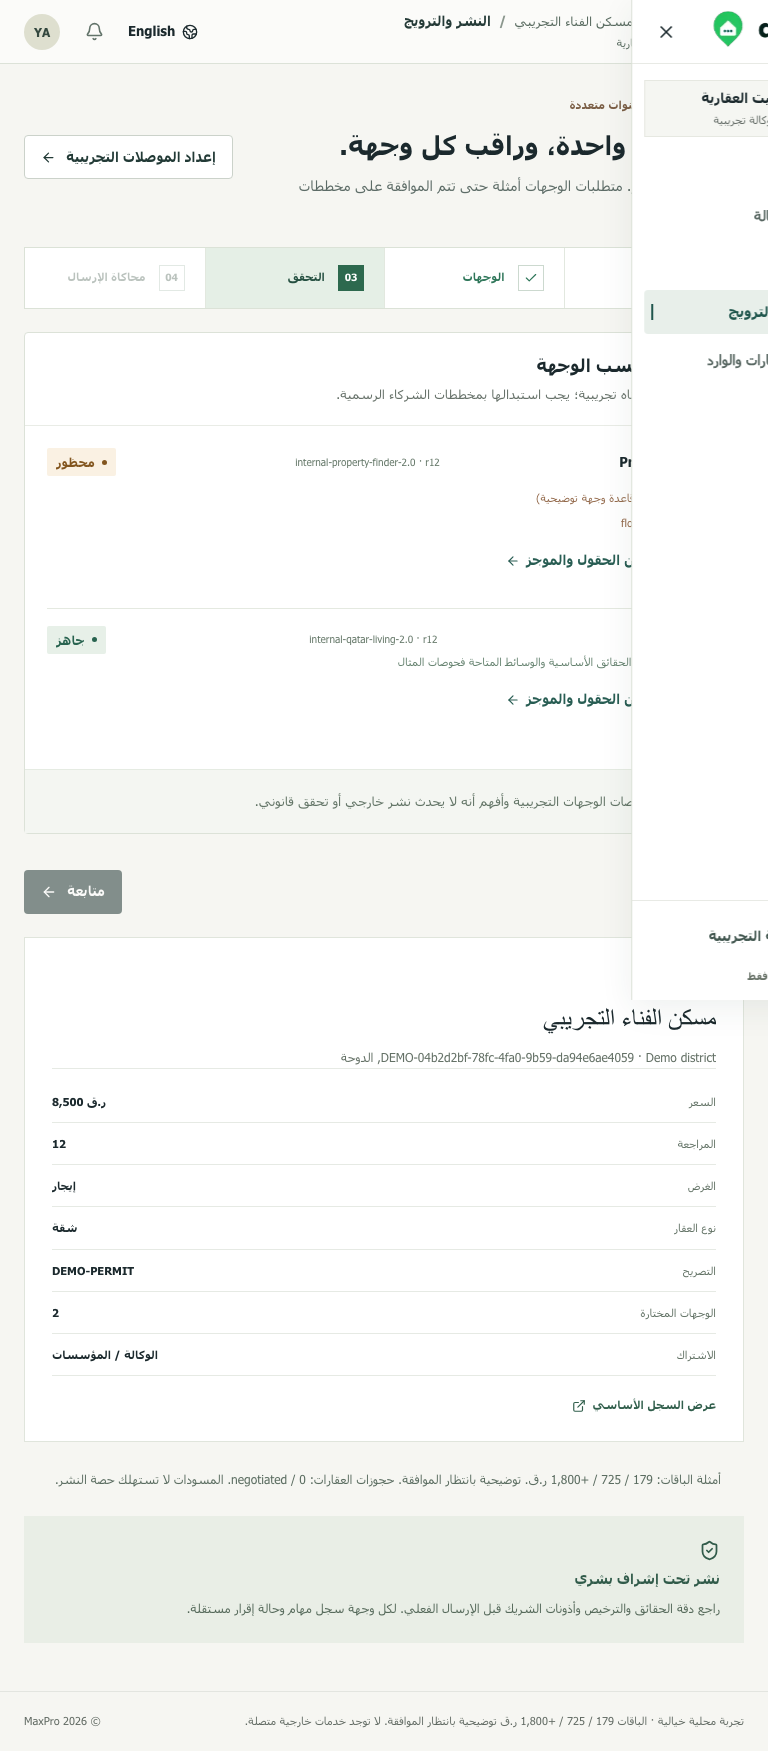 مسكن الفناء التجريبي / النشر والترويج
English
YA
يت العقارية
كالة تجريبية
إعداد الموصلات التجريبية
واحدة، وراقب كل وجهة.
. متطلبات الوجهات أمثلة حتى تتم الموافقة على مخططات
الوجهات
03 التحقق
04 محاكاة الإرسال
لترويج
سب الوجهة
اه تجريبية؛ يجب استبدالها بمخططات الشركاء الرسمية.
internal-property-finder-2.0 · r12
محظور
قاعدة وجهة توضيحية)
ن الحقول والموجز
internal-qatar-living-2.0 · r12
جاهز
الحقائق الأساسية والوسائط المتاحة فحوصات المثال
ن الحقول والموجز
صات الوجهات التجريبية وأفهم أنه لا يحدث نشر خارجي أو تحقق قانوني.
متابعة
التجريبية
فقط
مسكن الفناء التجريبي
DEMO-04b2d2bf-78fc-4fa0-9b59-da94e6ae4059 · Demo district, الدوحة
السعر
8,500 ر.ق
المراجعة
12
الغرض
إيجار
نوع العقار
شقة
التصريح
DEMO-PERMIT
الوجهات المختارة
2
الاشتراك
الوكالة / المؤسسات
عرض السجل الأساسي
أمثلة الباقات: 179 / 725 / +1,800 ر.ق. توضيحية بانتظار الموافقة. حجوزات العقارات: 0 / negotiated. المسودات لا تستهلك حصة النشر.
نشر تحت إشراف بشري
راجع دقة الحقائق والترخيص وأذونات الشريك قبل الإرسال الفعلي. لكل وجهة سجل مهام وحالة إقرار مستقلة.
تجربة محلية خيالية · الباقات 179 / 725 / +1,800 ر.ق توضيحية بانتظار الموافقة. لا توجد خدمات خارجية متصلة.
© 2026 MaxPro